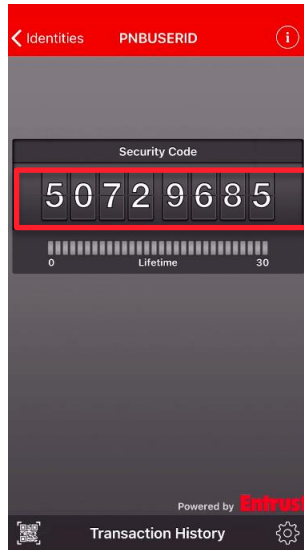 Identities PNBUSERID
Security Code
50729685
0 Lifetime 30
Powered by Entrust
Transaction History